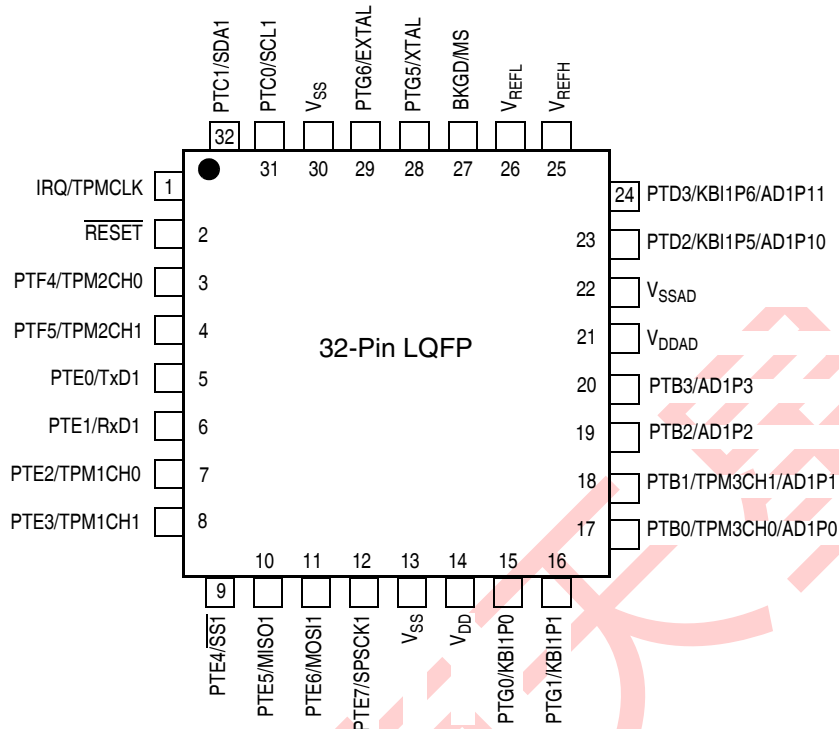 PTC1/SDA1
PTC0/SCL1
VSS
PTG6/EXTAL
PTG5/XTAL
BKGD/MS
VREFL
VREFH
32
31
30
29
28
27
26
25
IRQ/TPMCLK 1
RESET 2
PTF4/TPM2CH0 3
PTF5/TPM2CH1 4
PTE0/TxD1 5
PTE1/RxD1 6
PTE2/TPM1CH0 7
PTE3/TPM1CH1 8
32-Pin LQFP
24 PTD3/KBI1P6/AD1P11
23 PTD2/KBI1P5/AD1P10
22 VSSAD
21 VDDAD
20 PTB3/AD1P3
19 PTB2/AD1P2
18 PTB1/TPM3CH1/AD1P1
17 PTB0/TPM3CH0/AD1P0
9
10
11
12
13
14
15
16
PTE4/SS1
PTE5/MISO1
PTE6/MOSI1
PTE7/SPSCK1
VSS
VDD
PTG0/KBI1P0
PTG1/KBI1P1